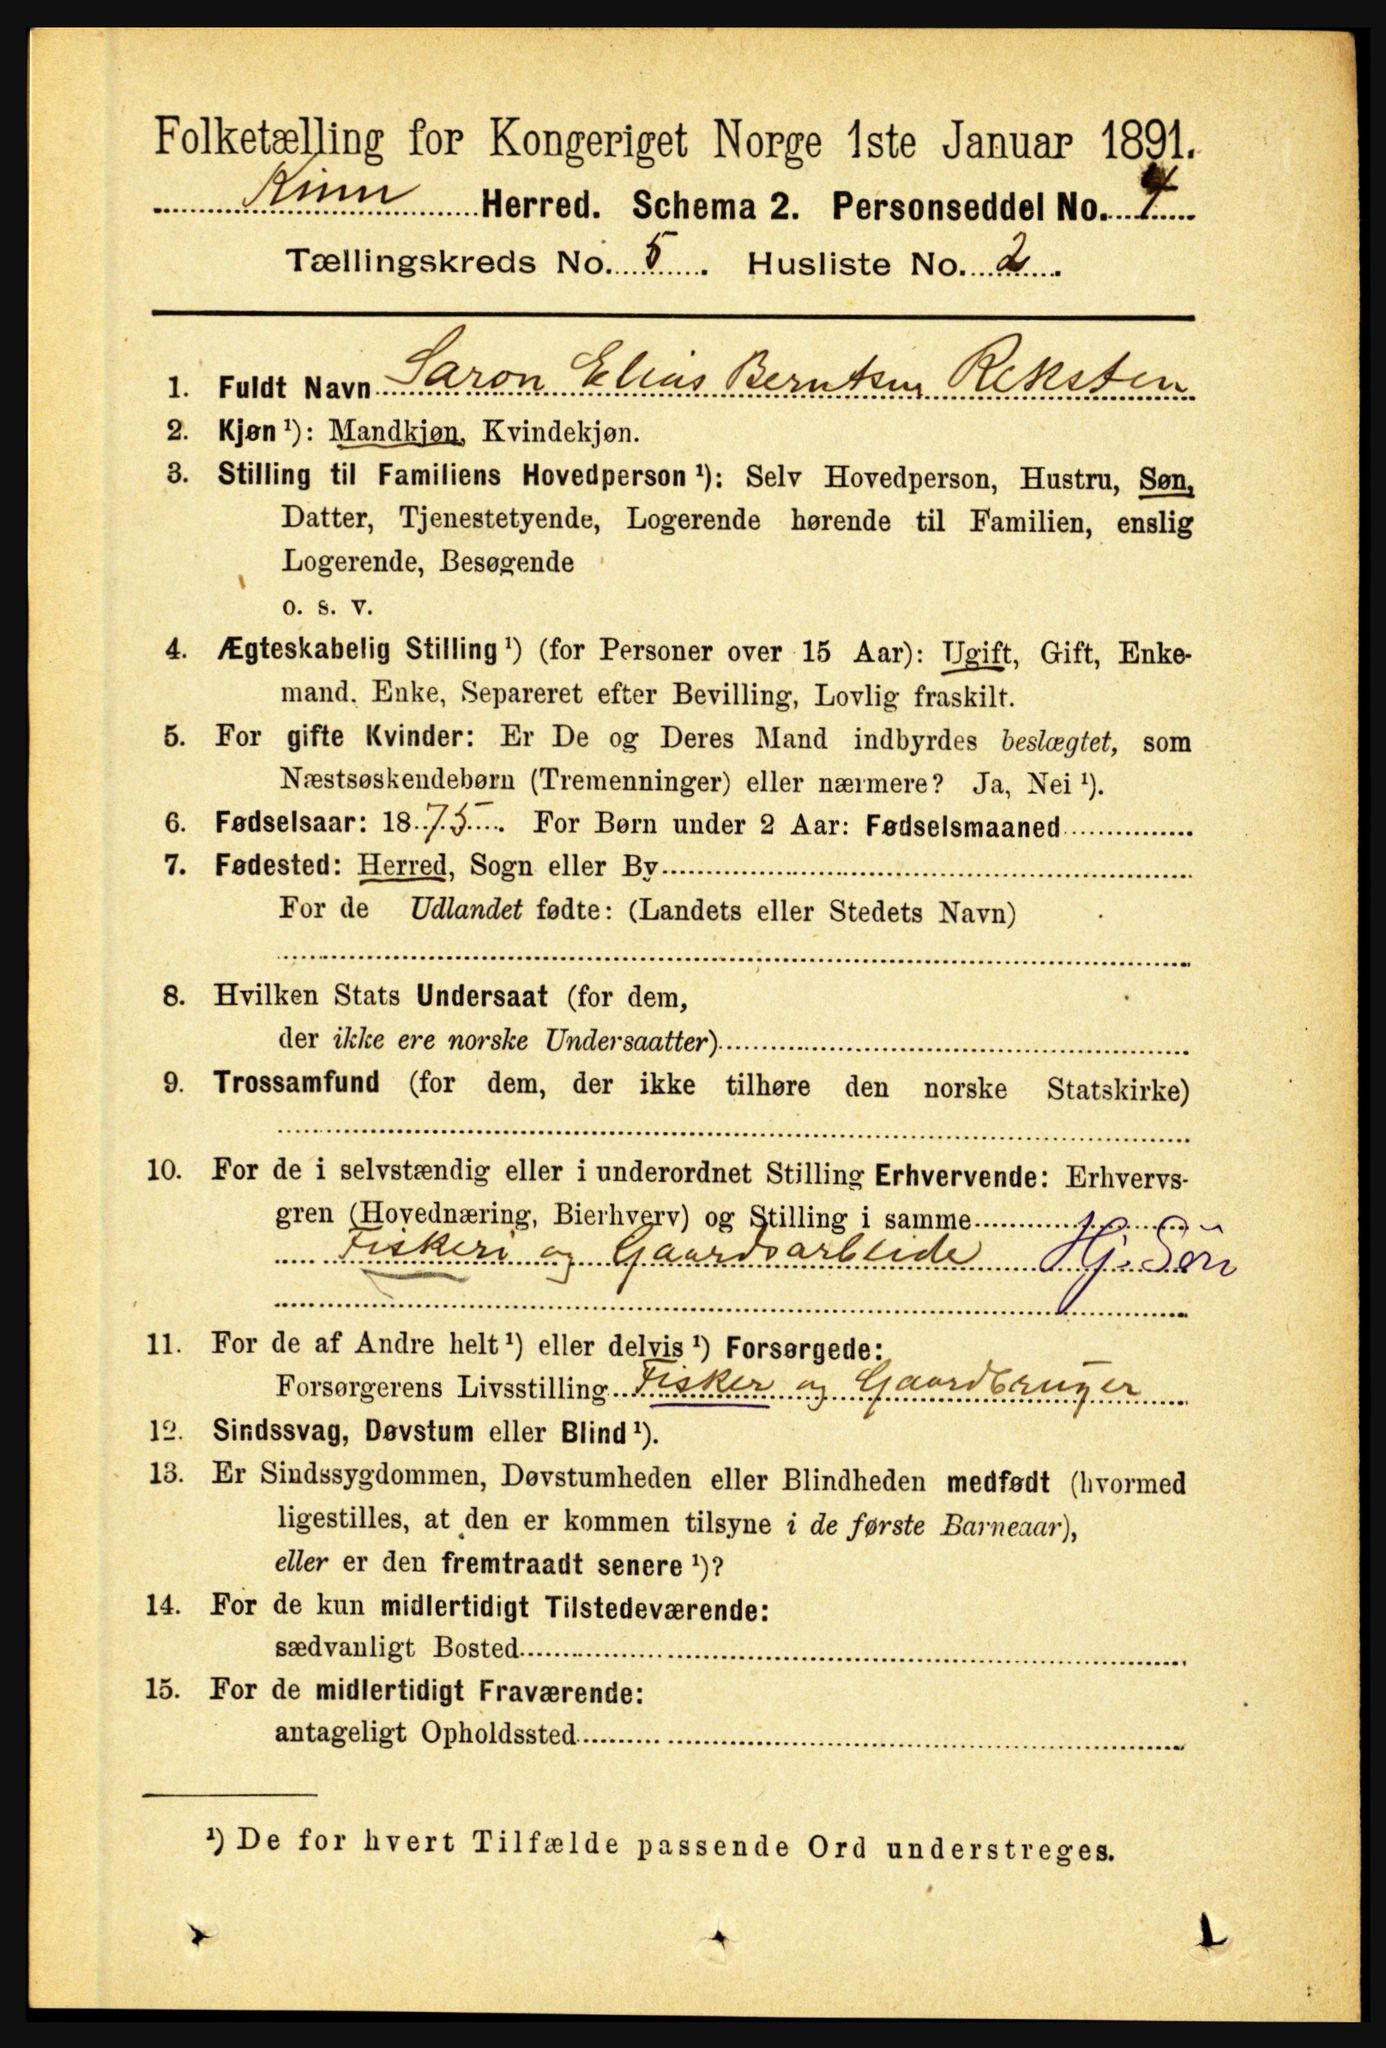 Folketælling for Kongeriget Norge 1ste Januar 1891.
Kinn Herred. Schema 2. Personseddel No. 4
Tællingskreds No. 5. Husliste No. 2.
1. Fuldt Navn Saron Elias Berntsen Reksten
2. Kjøn ¹): Mandkjøn, Kvindekjøn.
3. Stilling til Familiens Hovedperson ¹): Selv Hovedperson, Hustru, Søn,
Datter, Tjenestetyende, Logerende hørende til Familien, enslig
Logerende, Besøgende
o. s. v.
4. Ægteskabelig Stilling ¹) (for Personer over 15 Aar): Ugift, Gift, Enke-
mand, Enke, Separeret efter Bevilling, Lovlig fraskilt.
5. For gifte Kvinder: Er De og Deres Mand indbyrdes beslægtet, som
Næstsøskendebørn (Tremenninger) eller nærmere? Ja, Nei ¹).
6. Fødselsaar: 1875. For Børn under 2 Aar: Fødselsmaaned
7. Fødested: Herred, Sogn eller By
For de Udlandet fødte: (Landets eller Stedets Navn)
8. Hvilken Stats Undersaat (for dem,
der ikke ere norske Undersaatter)
9. Trossamfund (for dem, der ikke tilhøre den norske Statskirke)
10. For de i selvstændig eller i underordnet Stilling Erhvervende: Erhvervs-
gren (Hovednæring, Bierhverv) og Stilling i samme
Fiskeri og Gaardsarbeide Hj. Søn
11. For de af Andre helt ¹) eller delvis ¹) Forsørgede:
Forsørgerens Livsstilling Fisker og Gaardbruger
12. Sindssvag, Døvstum eller Blind ¹).
13. Er Sindssygdommen, Døvstumheden eller Blindheden medfødt (hvormed
ligestilles, at den er kommen tilsyne i de første Barneaar),
eller er den fremtraadt senere ¹)?
14. For de kun midlertidigt Tilstedeværende:
sædvanligt Bosted
15. For de midlertidigt Fraværende:
antageligt Opholdssted
¹) De for hvert Tilfælde passende Ord understreges.